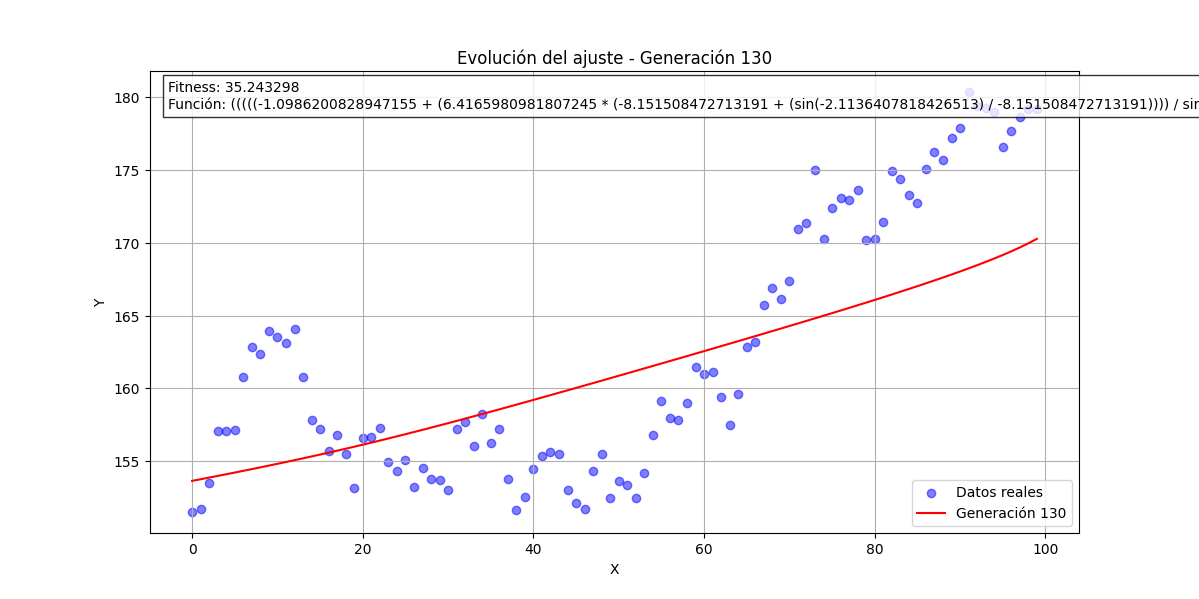 Evolución del ajuste - Generación 130
Fitness: 35.243298
Función: (((((-1.0986200828947155 + (6.4165980981807245 * (-8.151508472713191 + (sin(-2.1136407818426513) / -8.151508472713191)))) / sin
180
175
170
165
160
155
Y
Datos reales
Generación 130
0 20 40 60 80 100
X